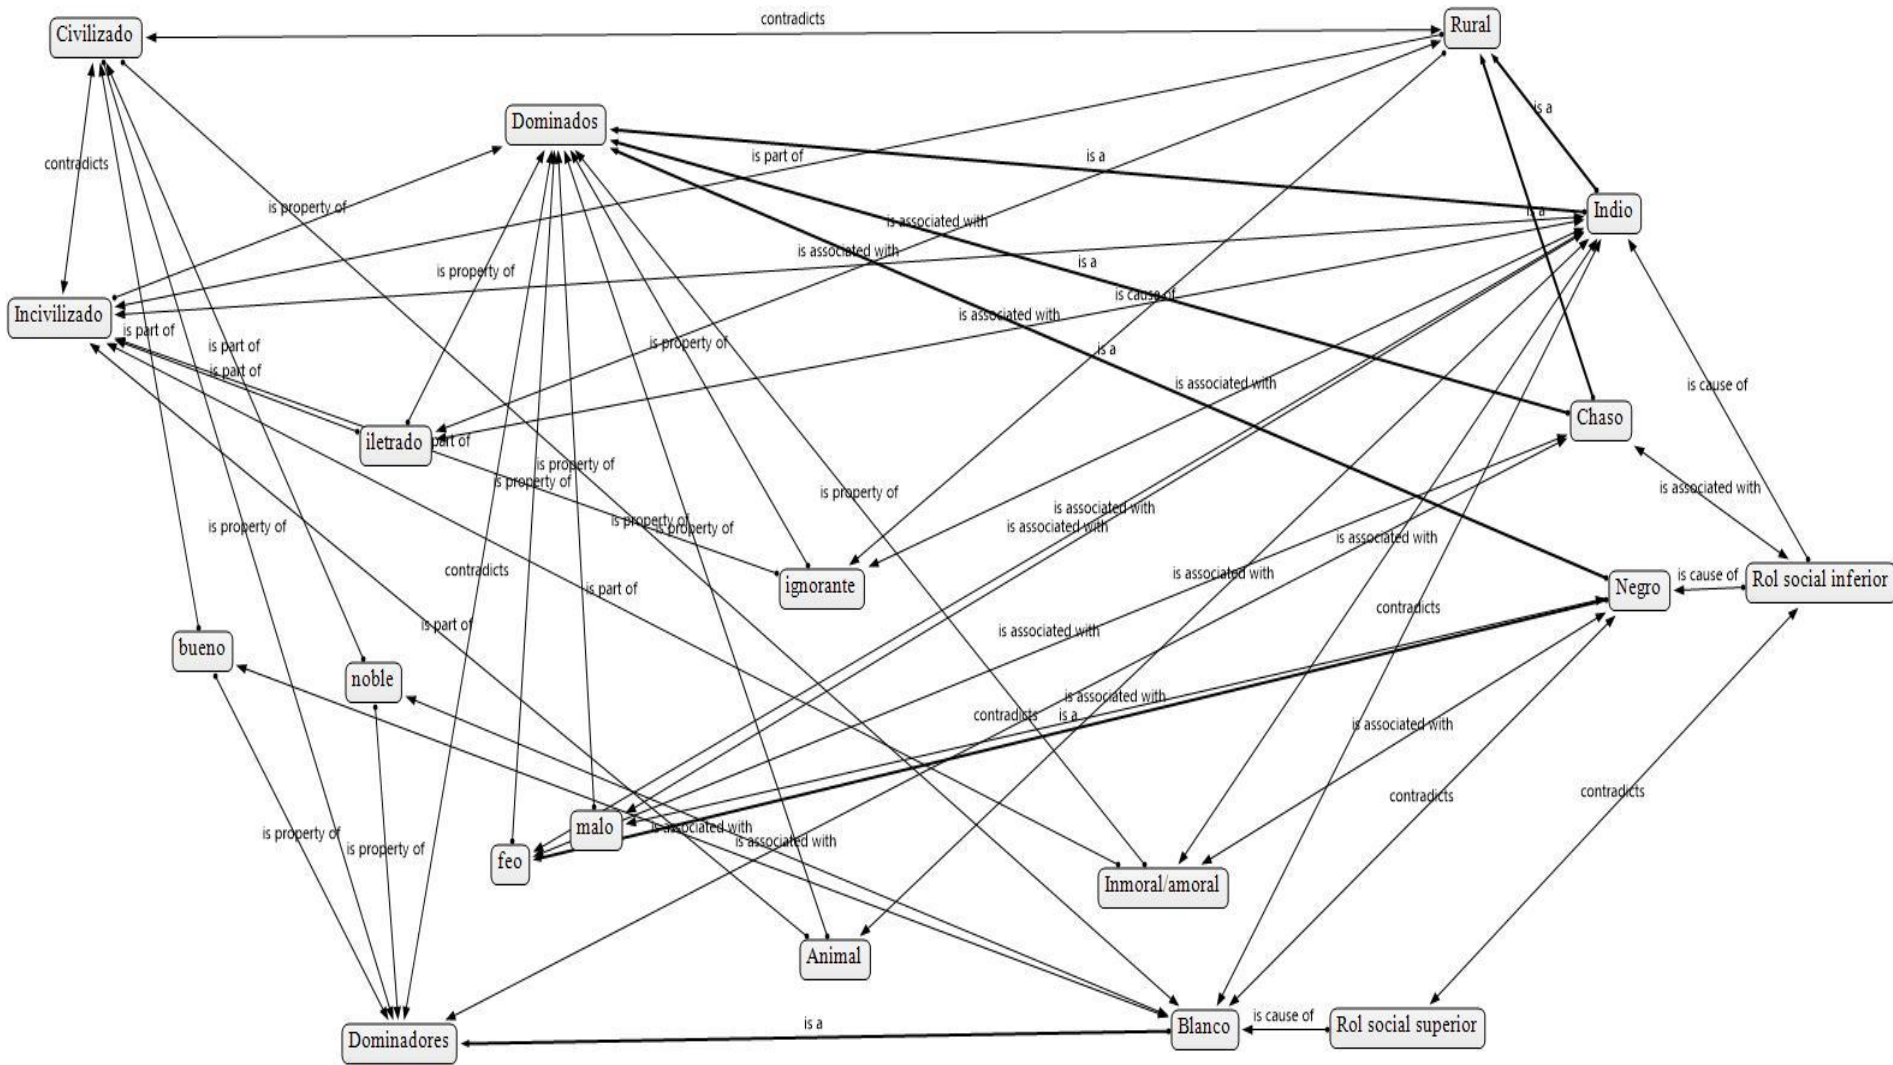 contradicts
Civilizado
Rural
is a
Dominados
contradicts
is part of
is a
is property of
Indio
is a
is associated with
is associated with
is property of
is a
is cause of
Incivilizado
is associated with
is part of
is part of
is property of
is a
is part of
is associated with
is cause of
Chaso
iletrado
part of
is property of
is property of
is property of
is associated with
is associated with
is property of
is property of
is property of
is associated with
is associated with
contradicts
is associated with
is cause of
Rol social inferior
ignorante
is part of
Negro
contradicts
is part of
is associated with
bueno
noble
is associated with
contradicts
is a
is associated with
contradicts
contradicts
malo
is property of
is associated with
is property of
is associated with
feo
Inmoral/amoral
Animal
is a
is cause of
Blanco
Rol social superior
Dominadores